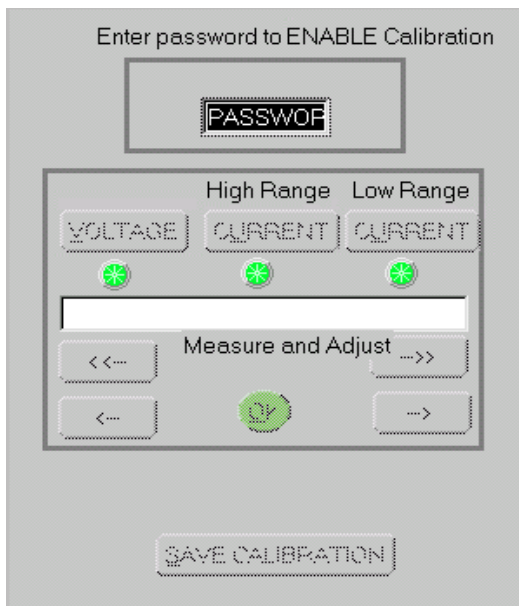 Enter password to ENABLE Calibration
PASSWOR
High Range Low Range
VOLTAGE CURRENT CURRENT
Measure and Adjust
<<--- --->>
<--- OK --->
SAVE CALIBRATION